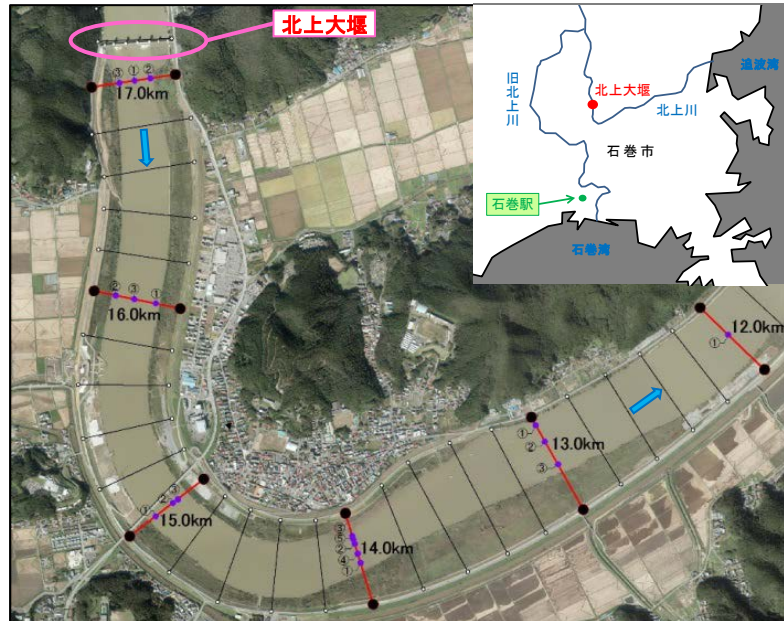 北上大堰
③ ① ②
17.0km
② ③ ①
16.0km
① ② ③
15.0km
②
④
①
14.0km
①
②
③
13.0km
①
12.0km
旧北上川
北上大堰
北上川
追波湾
石巻市
石巻駅
石巻湾